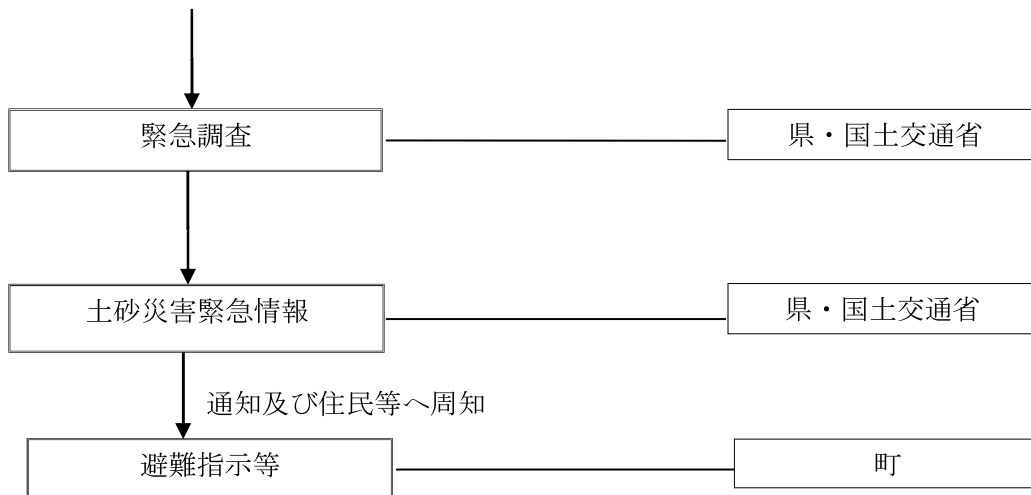 緊急調査
県・国土交通省
土砂災害緊急情報
県・国土交通省
通知及び住民等へ周知
避難指示等
町